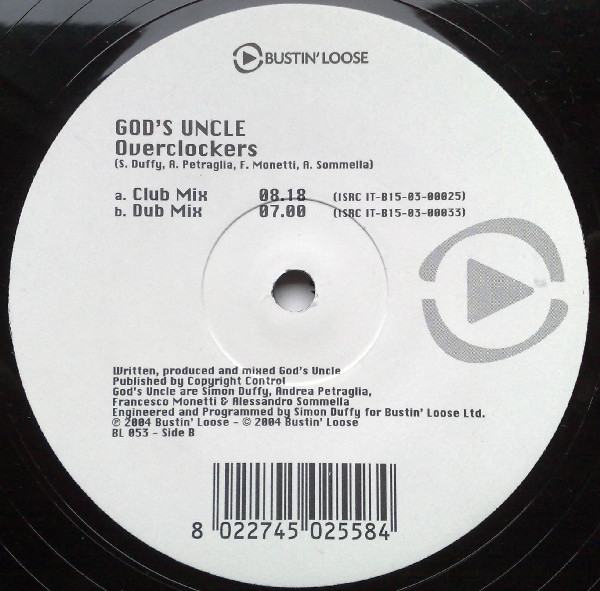 BUSTIN' LOOSE
GOD'S UNCLE
Overclockers
(S. Duffy, A. Petraglia, F. Monetti, A. Sommella)
a. Club Mix 08.18 (ISRC IT-B15-03-00025)
b. Dub Mix 07.00 (ISRC IT-B15-03-00033)
Written, produced and mixed God's Uncle
Published by Copyright Control
God's Uncle are Simon Duffy, Andrea Petraglia,
Francesco Monetti & Alessandro Sommella
Engineered and Programmed by Simon Duffy for Bustin' Loose Ltd.
℗ 2004 Bustin' Loose - © 2004 Bustin' Loose
BL 053 - Side B
8 022745 025584